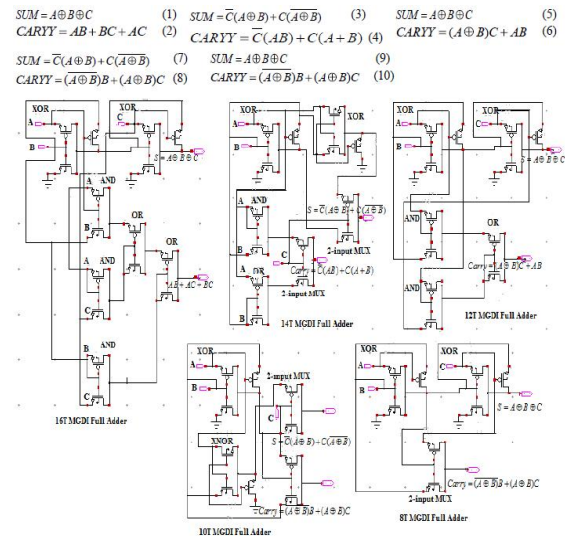 SUM = A⊕B⊕C (1)
CARYY = AB + BC + AC (2)
SUM = C̅(A⊕B) + C(A̅⊕̅B̅) (3)
CARYY = C̅(AB) + C(A + B) (4)
SUM = A⊕B⊕C (5)
CARYY = (A⊕B)C + AB (6)
SUM = C̅(A⊕B) + C(A̅⊕̅B̅) (7)
CARYY = (A̅⊕̅B̅)B + (A⊕B)C (8)
SUM = A⊕B⊕C (9)
CARYY = (A̅⊕̅B̅)B + (A⊕B)C (10)
XOR
XOR
A
C
B
S = A⊕B⊕C
A AND
B
OR
A AND
C
OR
AB + AC + BC
B AND
C
16T MGDI Full Adder
XOR
XOR
A
B
S = C̅(A⊕B) + C(A̅⊕̅B̅)
A AND
B
2-input MUX
C
Carry = C̅(AB) + C(A + B)
A OR
B
2-input MUX
14T MGDI Full Adder
XOR
XOR
A
C
B
S = A⊕B⊕C
AND
OR
Carry = (A⊕B)C + AB
AND
12T MGDI Full Adder
XOR
2-input MUX
A
B
C
S = C̅(A⊕B) + C(A̅⊕̅B̅)
XNOR
Carry = (A̅⊕̅B̅)B + (A⊕B)C
10T MGDI Full Adder
XOR
XOR
A
C
B
S = A⊕B⊕C
Carry = (A̅⊕̅B̅)B + (A⊕B)C
2-input MUX
8T MGDI Full Adder